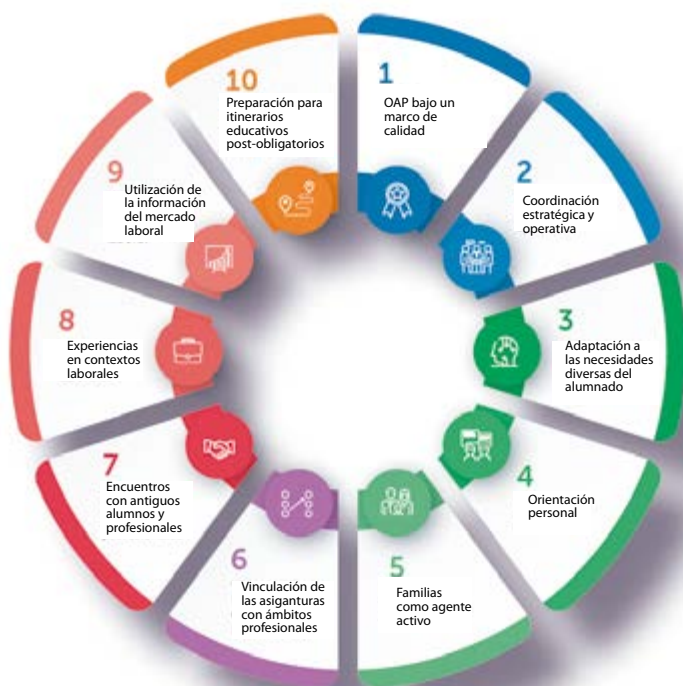 1
OAP bajo un
marco de
calidad
2
Coordinación
estratégica y
operativa
3
Adaptación a
las necesidades
diversas del
alumnado
4
Orientación
personal
5
Familias
como agente
activo
6
Vinculación de
las asiganturas
con ámbitos
profesionales
7
Encuentros
con antiguos
alumnos y
profesionales
8
Experiencias
en contextos
laborales
9
Utilización de
la información
del mercado
laboral
10
Preparación para
itinerarios
educativos
post-obligatorios